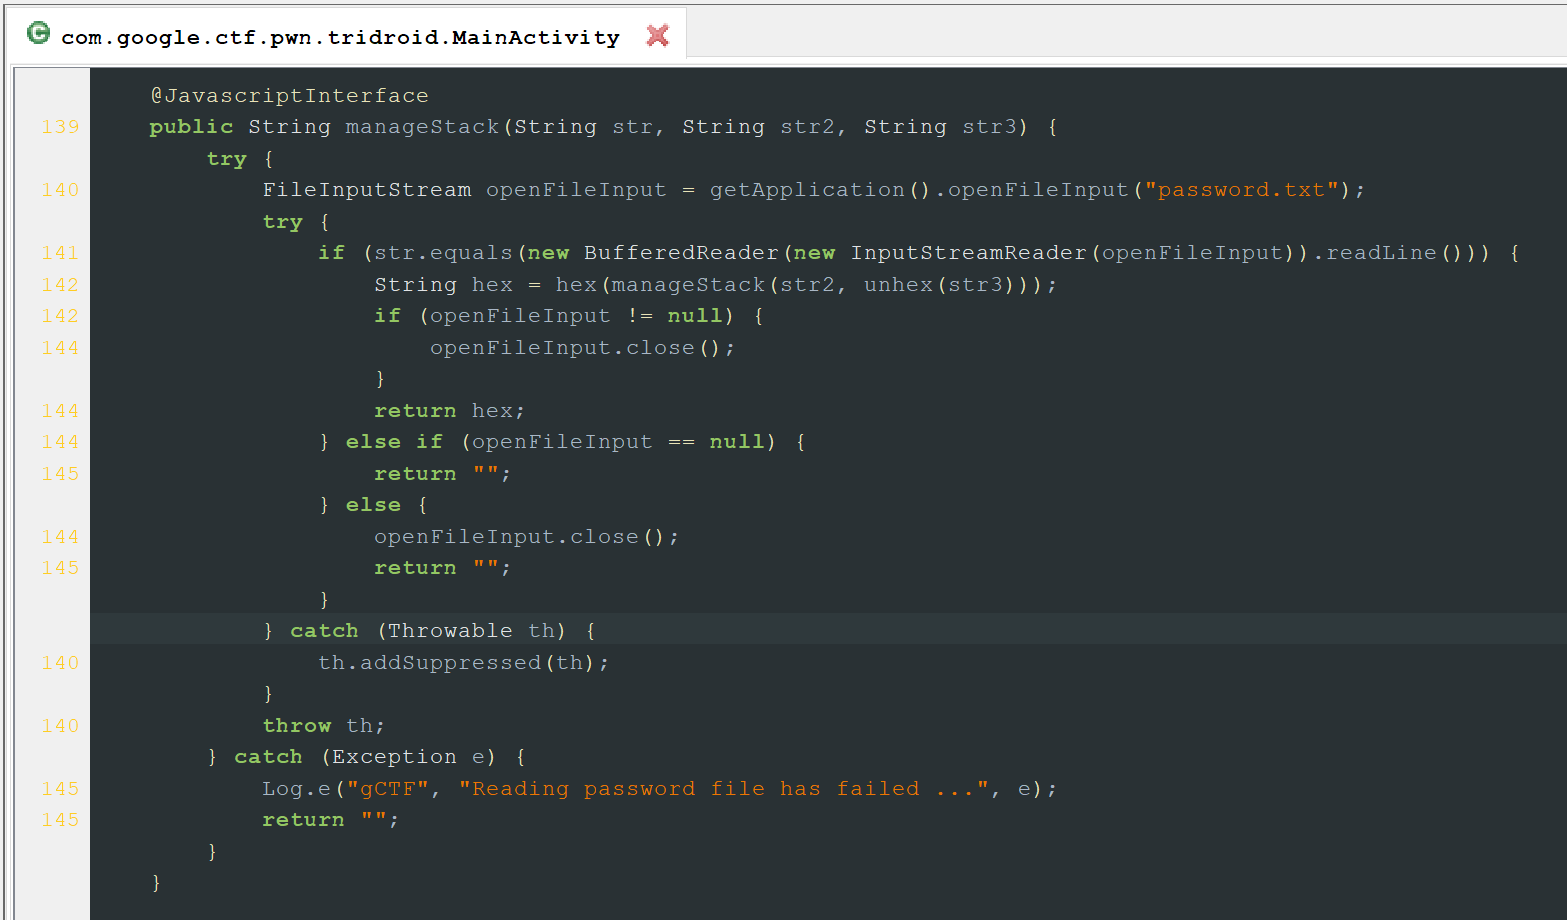 C com.google.ctf.pwn.tridroid.MainActivity
@JavascriptInterface
139 public String manageStack(String str, String str2, String str3) {
try {
140 FileInputStream openFileInput = getApplication().openFileInput("password.txt");
try {
141 if (str.equals(new BufferedReader(new InputStreamReader(openFileInput)).readLine())) {
142 String hex = hex(manageStack(str2, unhex(str3)));
142 if (openFileInput != null) {
144 openFileInput.close();
}
144 return hex;
144 } else if (openFileInput == null) {
145 return "";
} else {
144 openFileInput.close();
145 return "";
}
} catch (Throwable th) {
140 th.addSuppressed(th);
}
140 throw th;
} catch (Exception e) {
145 Log.e("gCTF", "Reading password file has failed ...", e);
145 return "";
}
}